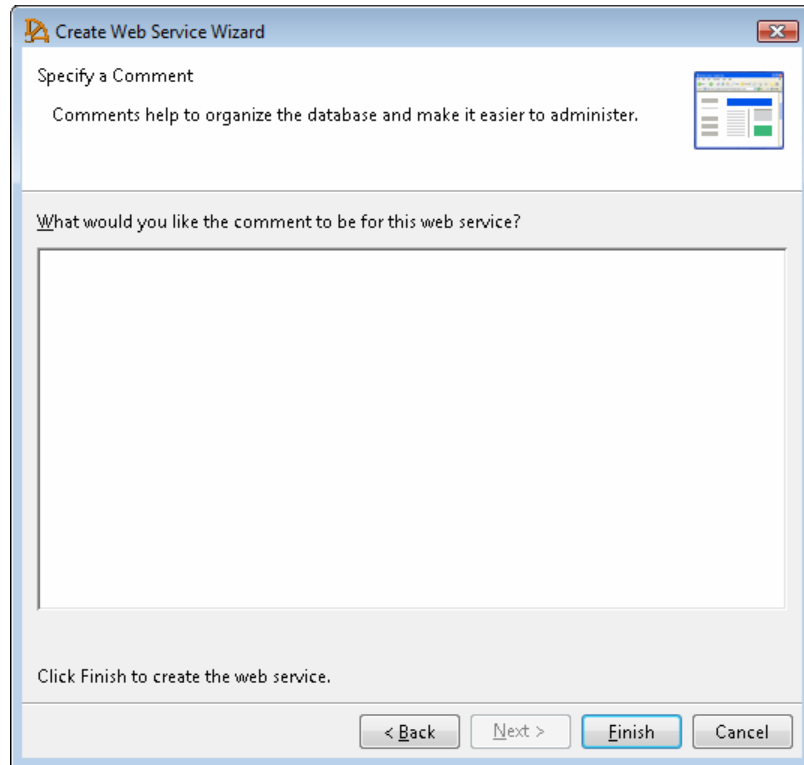 Create Web Service Wizard
Specify a Comment
Comments help to organize the database and make it easier to administer.
What would you like the comment to be for this web service?
Click Finish to create the web service.
< Back
Next >
Finish
Cancel